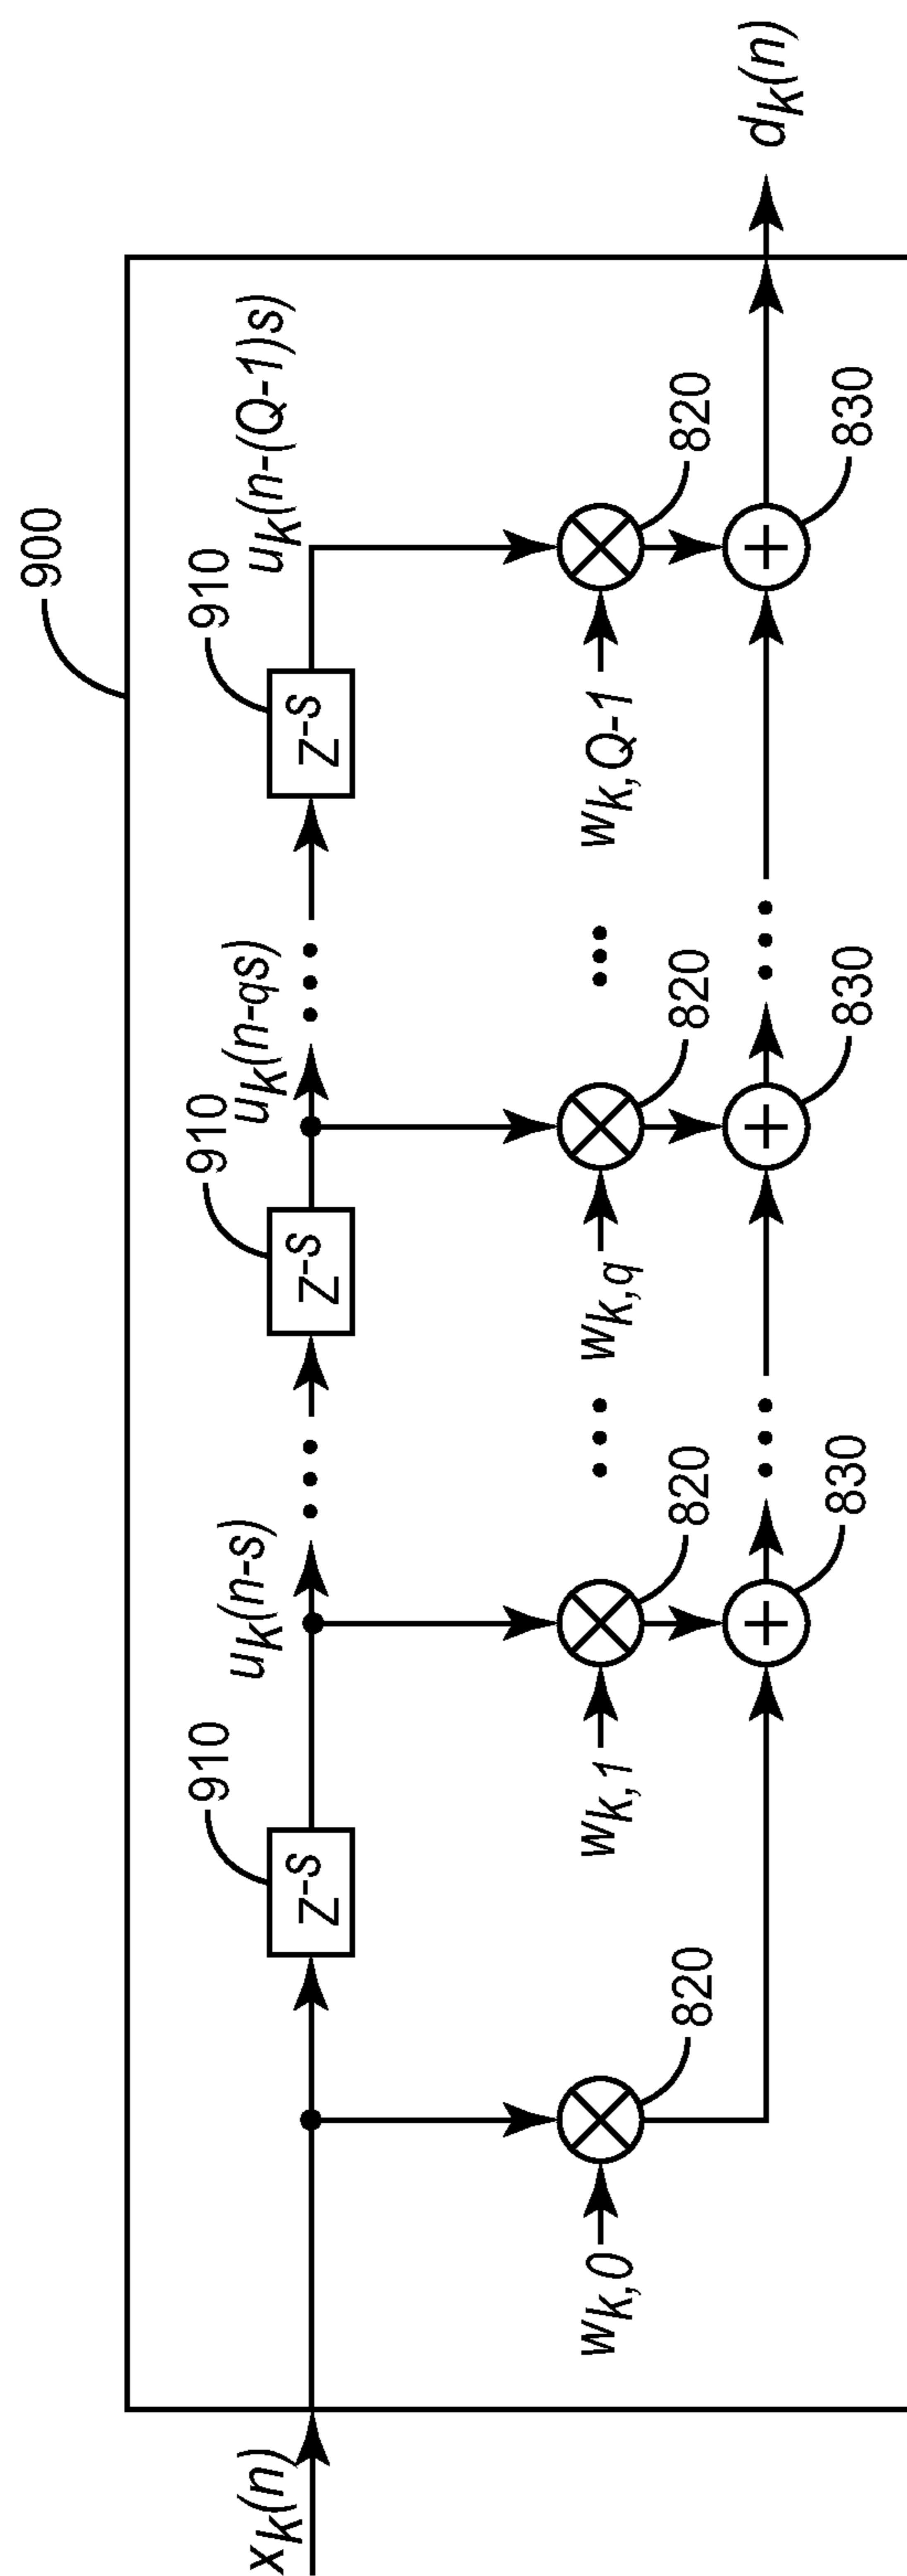 900
x_k(n)
910
u_k(n-s)
910
u_k(n-qs)
910
u_k(n-(Q-1)s)
z^-s
z^-s
z^-s
w_k,0
820
w_k,1
820
w_k,q
820
w_k,Q-1
820
830
830
830
d_k(n)